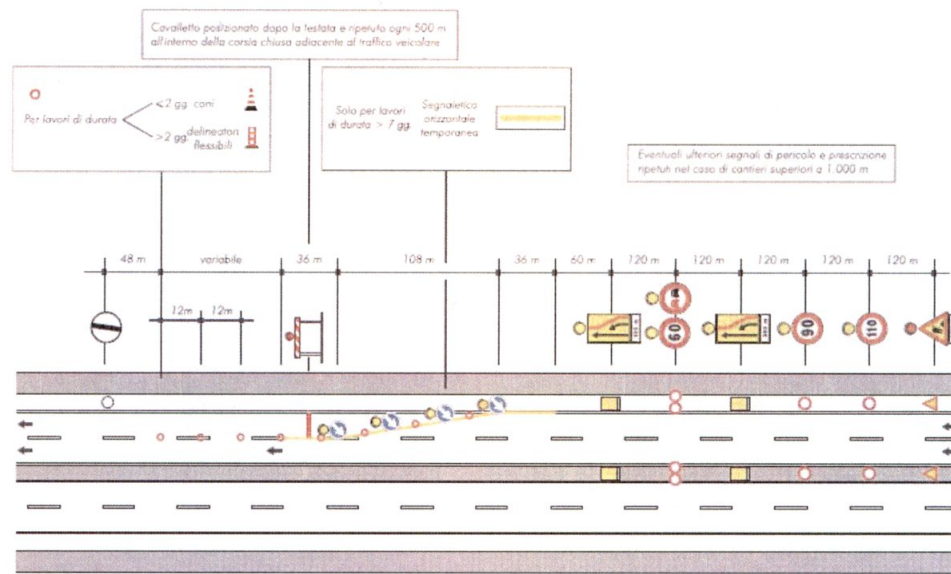 Cavalletto posizionato dopo la testata e ripetuto ogni 500 m
all'interno della corsia chiusa adiacente al traffico veicolare
Per lavori di durata
<2 gg. coni
>2 gg. delineatori
flessibili
Solo per lavori
di durata > 7 gg.
Segnaletica
orizzontale
temporanea
Eventuali ulteriori segnali di pericolo e prescrizione
ripetuti nel caso di cantieri superiori a 1.000 m
48 m
variabile
36 m
108 m
36 m
60 m
120 m
120 m
120 m
120 m
120 m
12m
12m
60
90
110